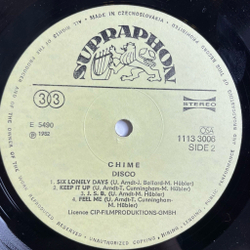 MADE IN CZECHOSLOVAKIA
SUPRAPHON
33
STEREO
E 5490
℗ 1982
ČSSR
1113 3006
SIDE 2
CHIME
DISCO
1. SIX LONELY DAYS (U. Arndt-J. Ballard-M. Hübler)
2. KEEP IT UP (U. Arndt-T. Cunningham-M. Hübler)
3. J. S. B. (U. Arndt-M. Hübler)
4. FEEL ME (U. Arndt-T. Cunningham-M. Hübler)
Licence CIP-FILMPRODUKTIONS-GMBH